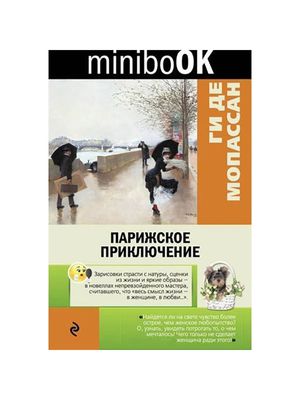 miniboOK
ГИ ДЕ
МОПАССАН
ПАРИЖСКОЕ
ПРИКЛЮЧЕНИЕ
Зарисовки страсти с натуры, оценки
из жизни и яркие образы –
в новеллах непревзойденного мастера,
считавшего, что «весь смысл жизни –
в женщине, в любви»...
«Найдется ли на свете чувство более
острое, чем женское любопытство?
О, узнать, увидеть, потрогать то, о чем
мечталось! Чего только не сделает
женщина ради этого!»